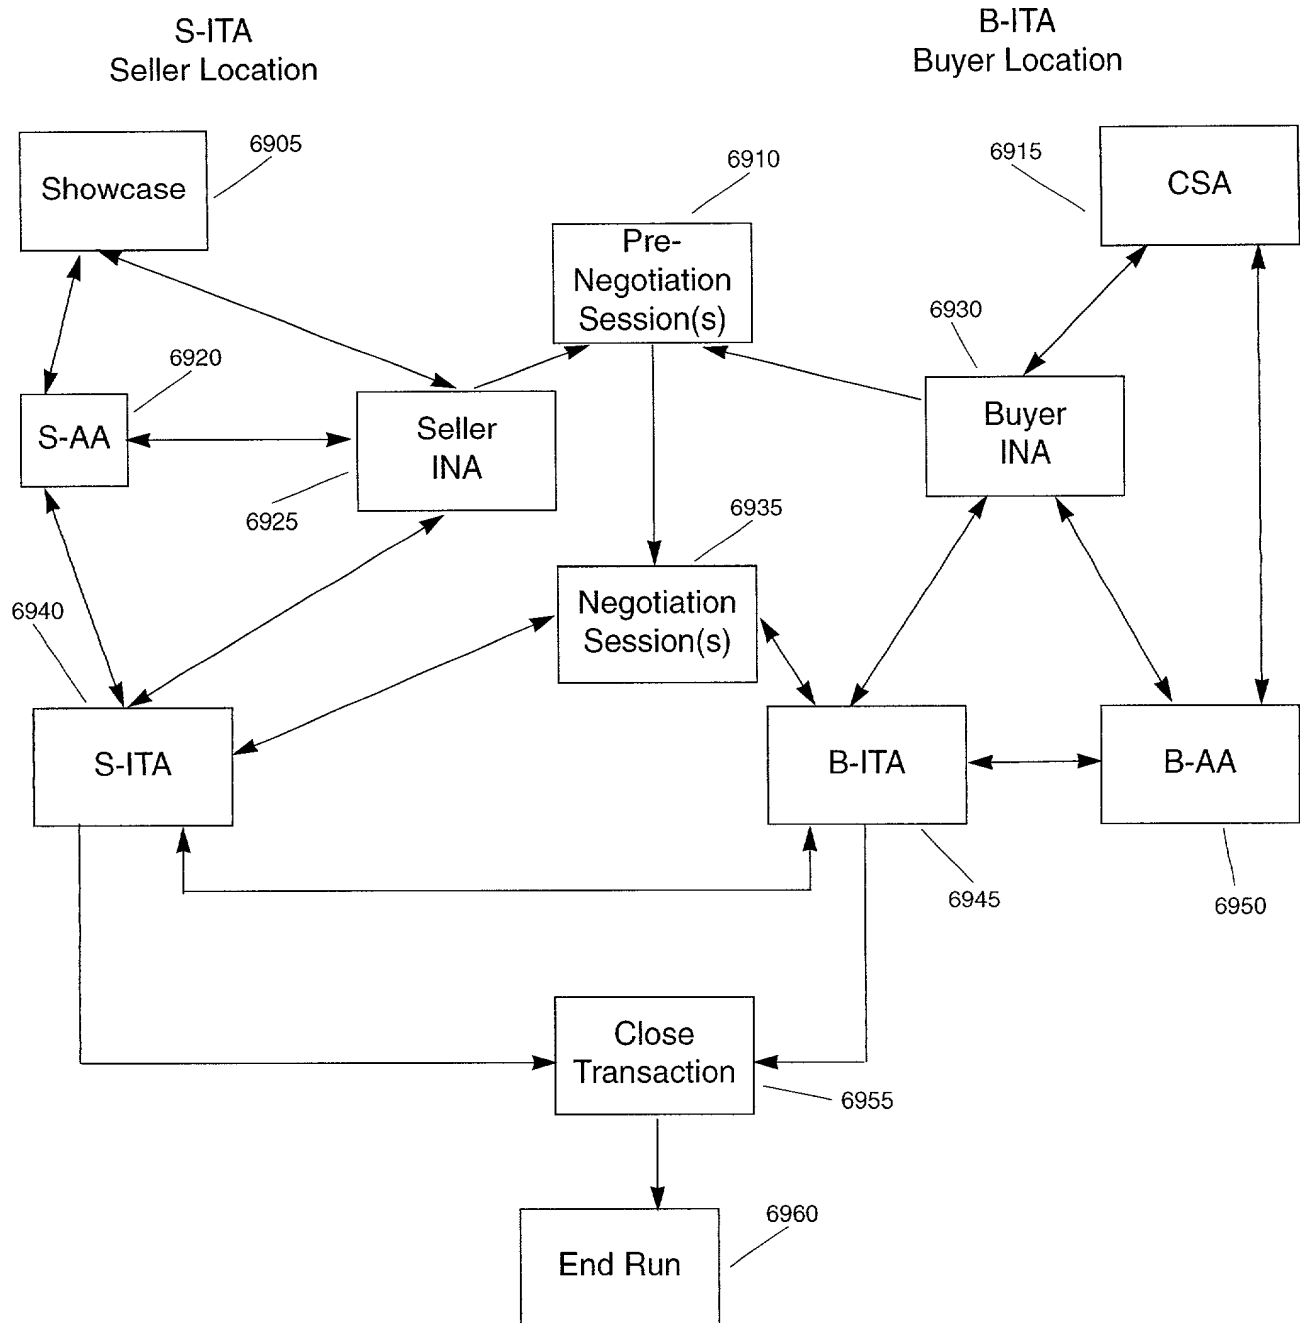 S-ITA
Seller Location
B-ITA
Buyer Location
Showcase
6905
6910
6915
CSA
Pre-
Negotiation
Session(s)
6930
6920
S-AA
Seller
INA
Buyer
INA
6925
6935
Negotiation
Session(s)
6940
S-ITA
B-ITA
B-AA
6945
6950
Close
Transaction
6955
6960
End Run